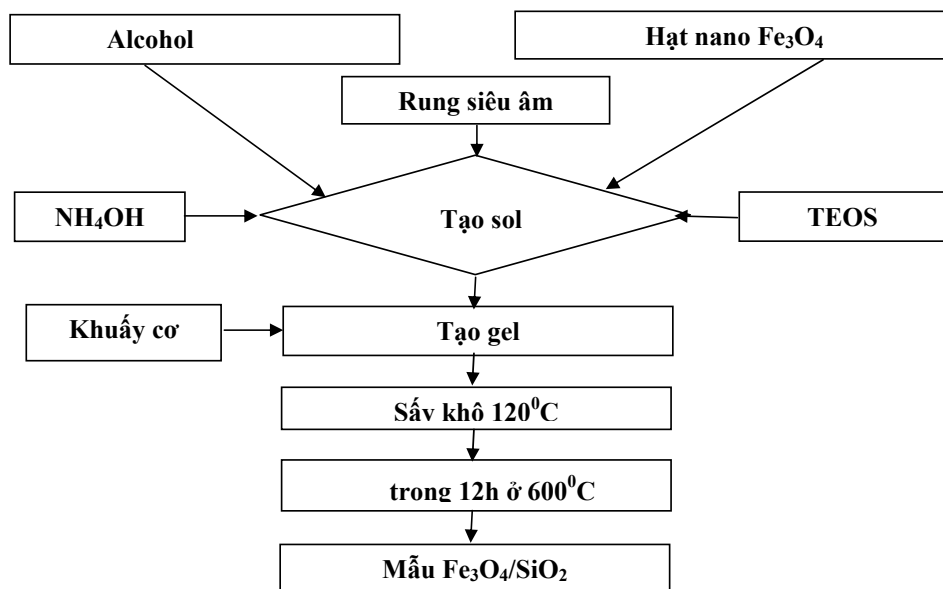 Alcohol
Hạt nano Fe₃O₄
Rung siêu âm
NH₄OH
Tạo sol
TEOS
Khuấy cơ
Tạo gel
Sấy khô 120⁰C
trong 12h ở 600⁰C
Mẫu Fe₃O₄/SiO₂